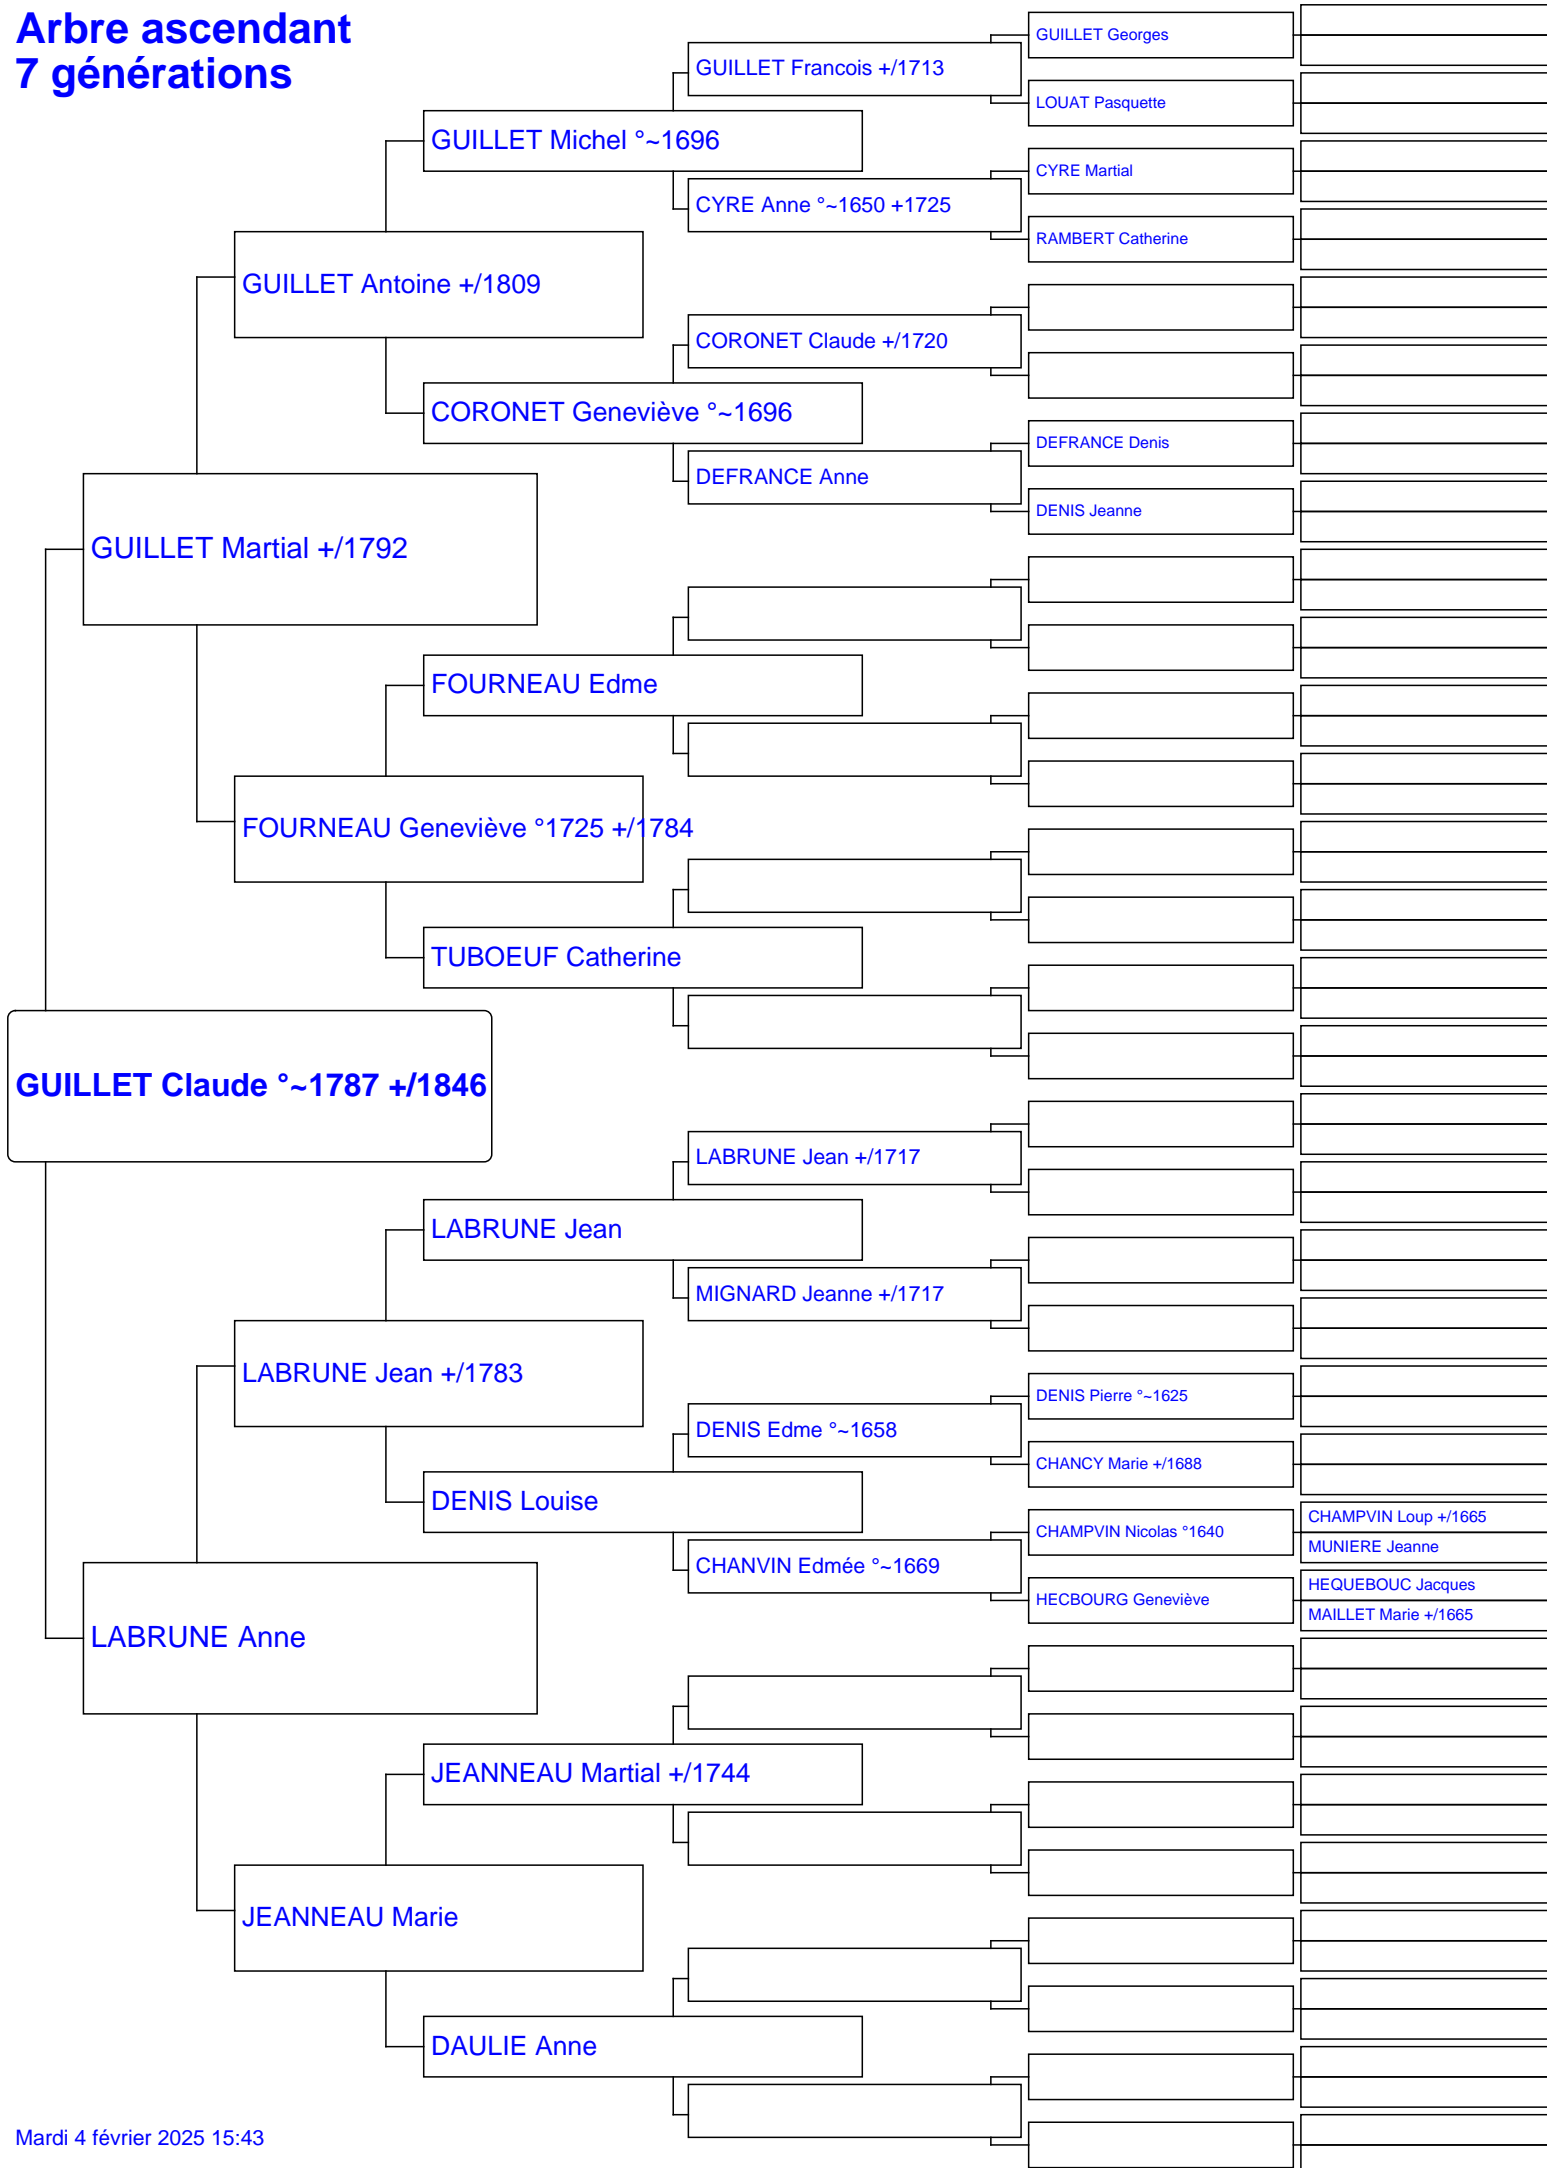 Arbre ascendant
7 générations
GUILLET Georges
GUILLET Francois +/1713
LOUAT Pasquette
GUILLET Michel °~1696
CYRE Martial
CYRE Anne °~1650 +1725
RAMBERT Catherine
GUILLET Antoine +/1809
CORONET Claude +/1720
CORONET Geneviève °~1696
DEFRANCE Denis
DEFRANCE Anne
DENIS Jeanne
GUILLET Martial +/1792
FOURNEAU Edme
FOURNEAU Geneviève °1725 +/1784
TUBOEUF Catherine
GUILLET Claude °~1787 +/1846
LABRUNE Jean +/1717
LABRUNE Jean
MIGNARD Jeanne +/1717
LABRUNE Jean +/1783
DENIS Pierre °~1625
DENIS Edme °~1658
CHANCY Marie +/1688
DENIS Louise
CHAMPVIN Loup +/1665
CHAMPVIN Nicolas °1640
MUNIERE Jeanne
CHANVIN Edmée °~1669
HEQUEBOUC Jacques
HECBOURG Geneviève
MAILLET Marie +/1665
LABRUNE Anne
JEANNEAU Martial +/1744
JEANNEAU Marie
DAULIE Anne
Mardi 4 février 2025 15:43